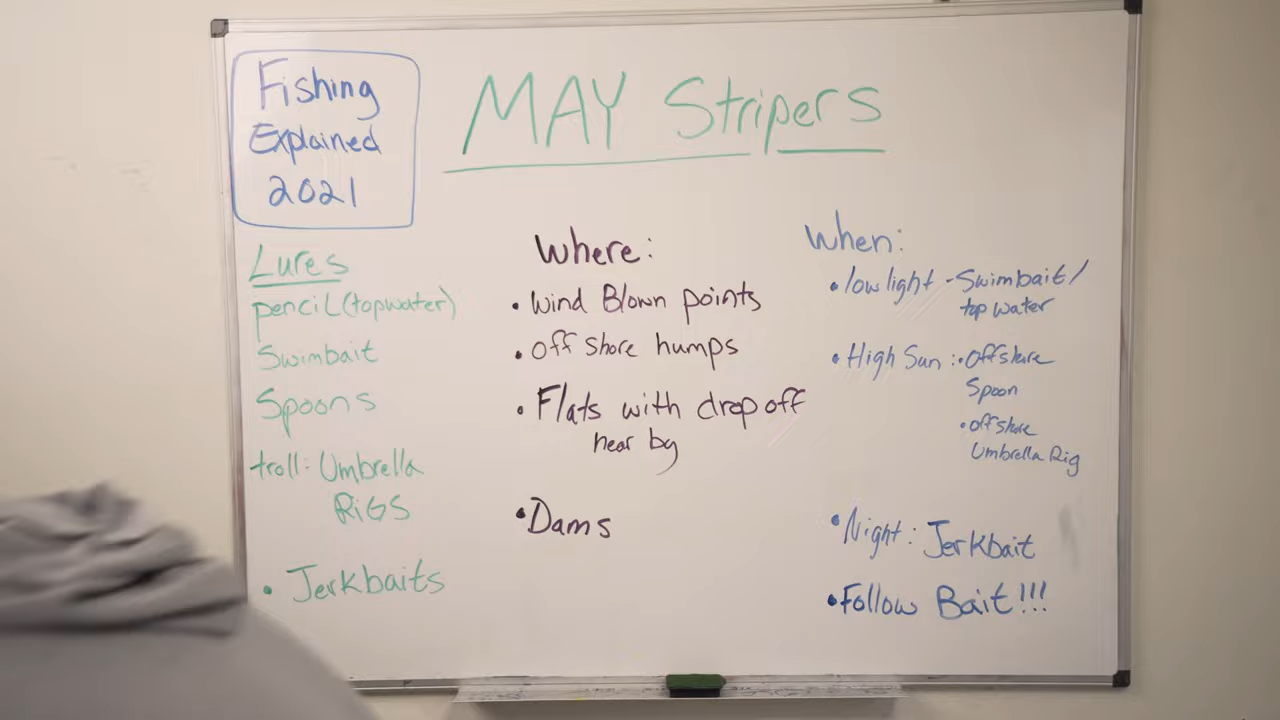 Fishing
Explained
2021
MAY Stripers
Lures
pencil (topwater)
Swimbait
Spoons
troll: Umbrella
RiGS
• Jerkbaits
Where:
• Wind Blown points
• Off Shore humps
• Flats with drop off
near by
• Dams
When:
• low light - Swimbait/
top water
• High Sun : • Offshore
Spoon
• offshore
Umbrella Rig
• Night: Jerkbait
• Follow Bait!!!